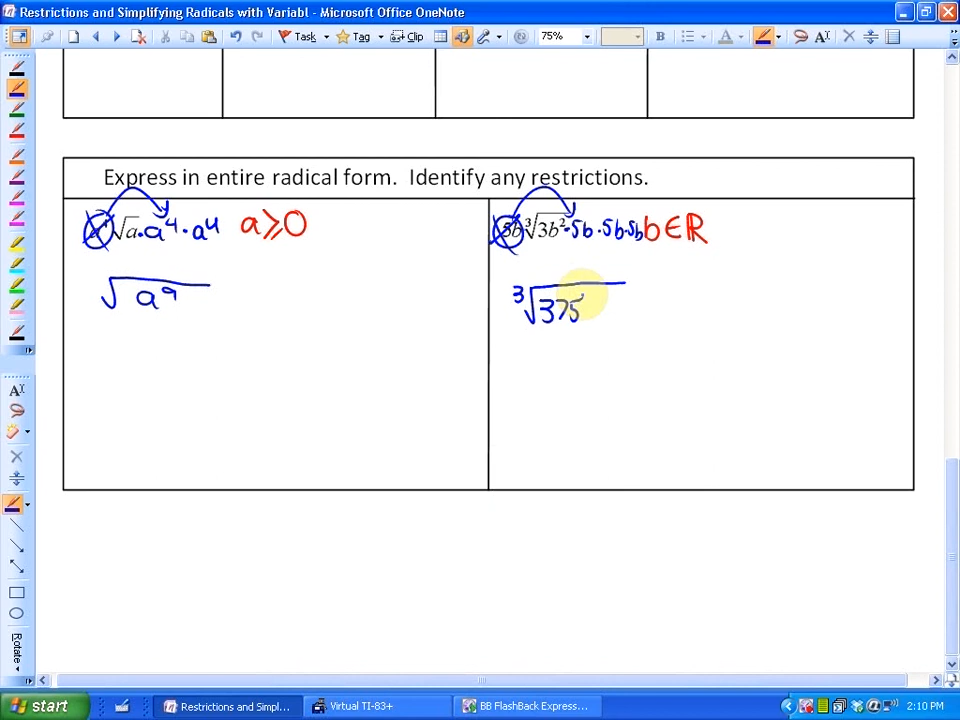 Restrictions and Simplifying Radicals with Variabl - Microsoft Office OneNote
Task Tag Clip 75% B A A
Express in entire radical form. Identify any restrictions.
√a·a⁴·a⁴ a≥0
5b∛3b²·5b·5b·5b b∈ℝ
√a⁹
∛375
Rotate
start Restrictions and Simpl... Virtual TI-83+ BB FlashBack Express... 2:10 PM